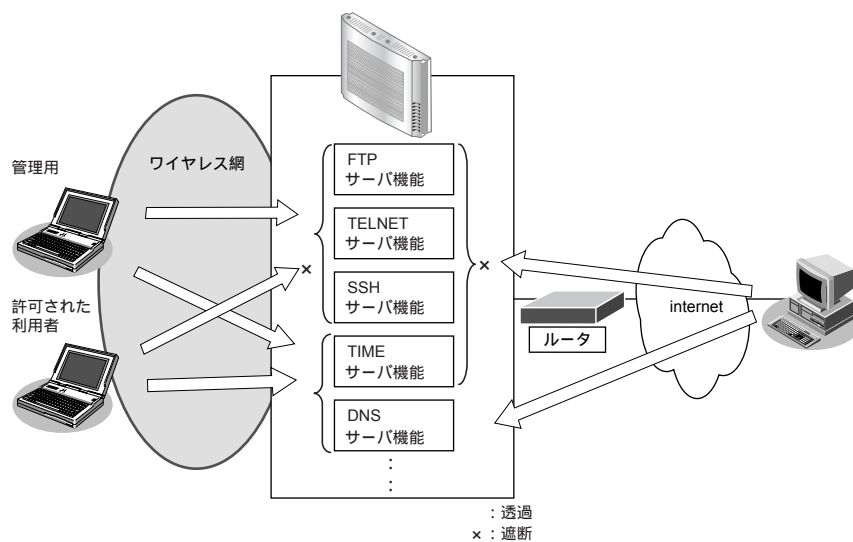 管理用
ワイヤレス網
許可された
利用者
FTP
サーバ機能
TELNET
サーバ機能
SSH
サーバ機能
TIME
サーバ機能
DNS
サーバ機能
:
:
×
×
ルータ
internet
：透過
×：遮断